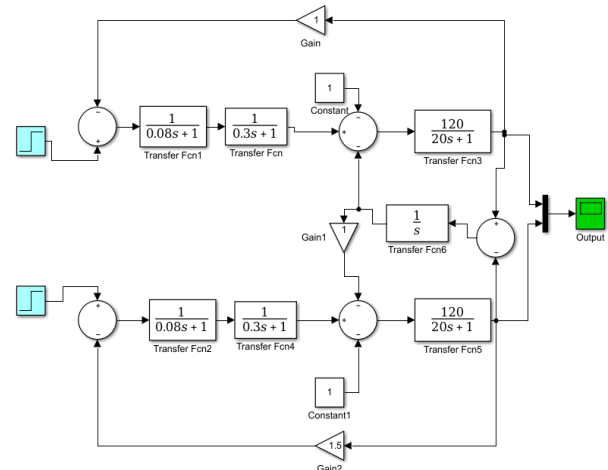 1
Gain
1
Constant
1
0.08s + 1
Transfer Fcn1
1
0.3s + 1
Transfer Fcn
120
20s + 1
Transfer Fcn3
1
Gain1
1
s
Transfer Fcn6
Output
1
0.08s + 1
Transfer Fcn2
1
0.3s + 1
Transfer Fcn4
120
20s + 1
Transfer Fcn5
1
Constant1
1.5
Gain2